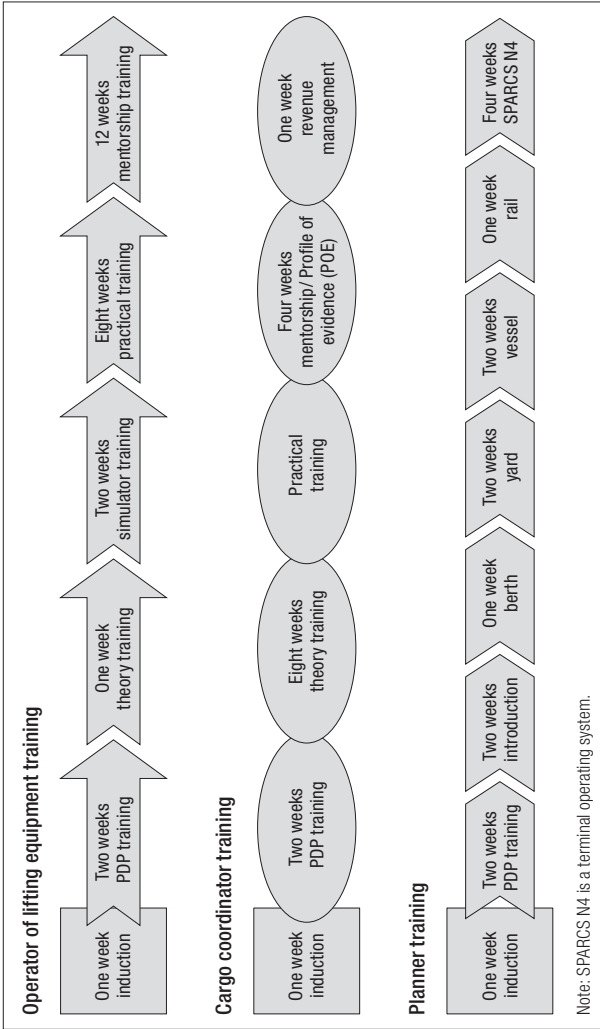 Operator of lifting equipment training
One week
induction
Two weeks
PDP training
One week
theory training
Two weeks
simulator training
Eight weeks
practical training
12 weeks
mentorship training
Cargo coordinator training
One week
induction
Two weeks
PDP training
Eight weeks
theory training
Practical
training
Four weeks
mentorship/ Profile of
evidence (POE)
One week
revenue
management
Planner training
One week
induction
Two weeks
PDP training
Two weeks
introduction
One week
berth
Two weeks
yard
Two weeks
vessel
One week
rail
Four weeks
SPARCS N4
Note: SPARCS N4 is a terminal operating system.